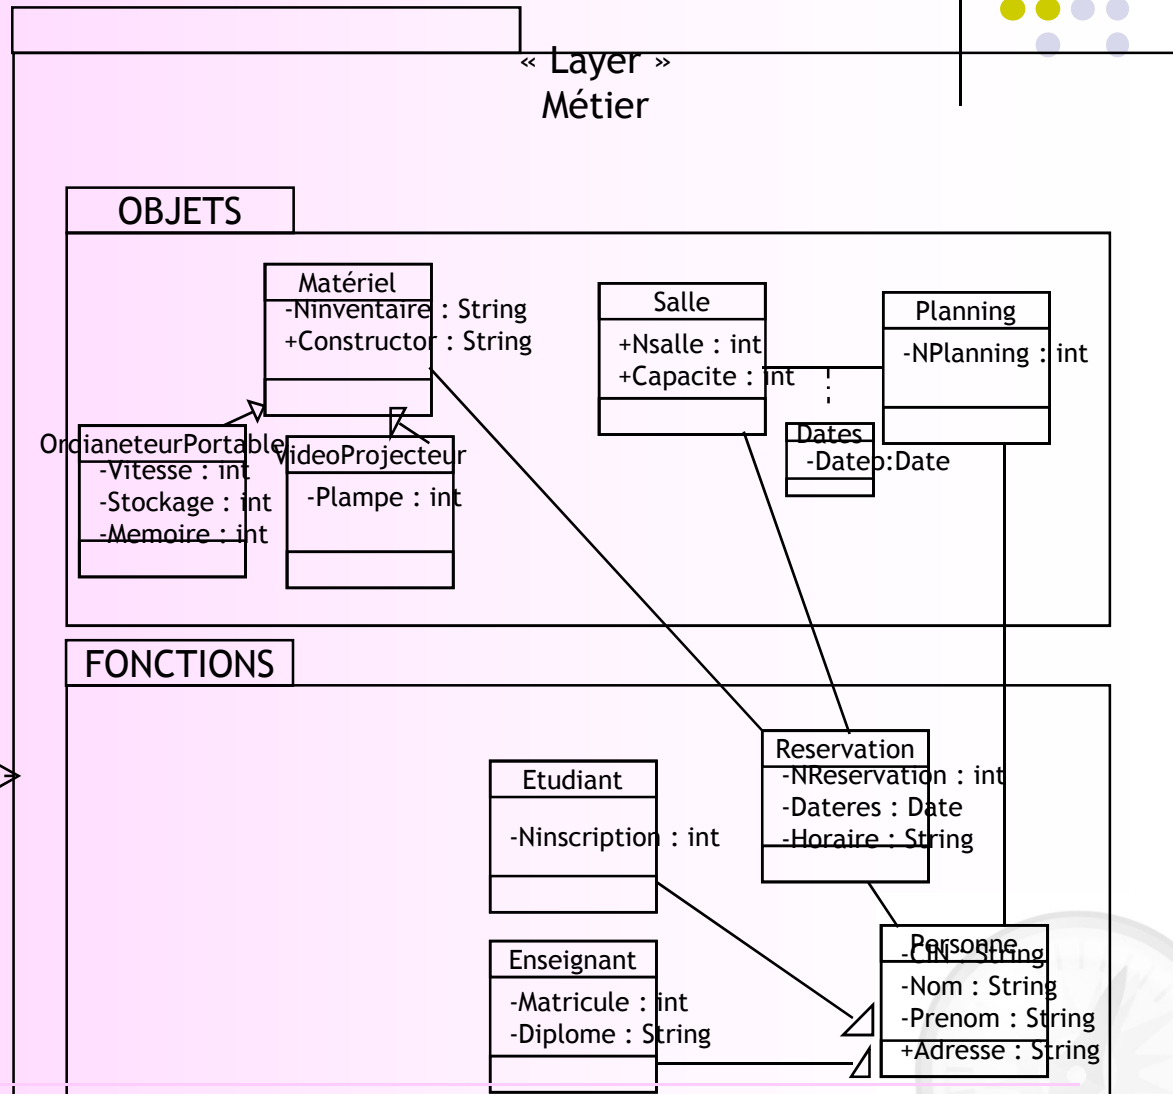 « Layer »
Métier
OBJETS
Matériel
-Ninventaire : String
+Constructor : String
Salle
+Nsalle : int
+Capacite : int
Planning
-NPlanning : int
Dates
-Datep:Date
OrdianeteurPortable
-Vitesse : int
-Stockage : int
-Memoire : int
VideoProjecteur
-Plampe : int
FONCTIONS
Etudiant
-Ninscription : int
Reservation
-NReservation : int
-Dateres : Date
-Horaire : String
Enseignant
-Matricule : int
-Diplome : String
Personne
-CIN : String
-Nom : String
-Prenom : String
+Adresse : String